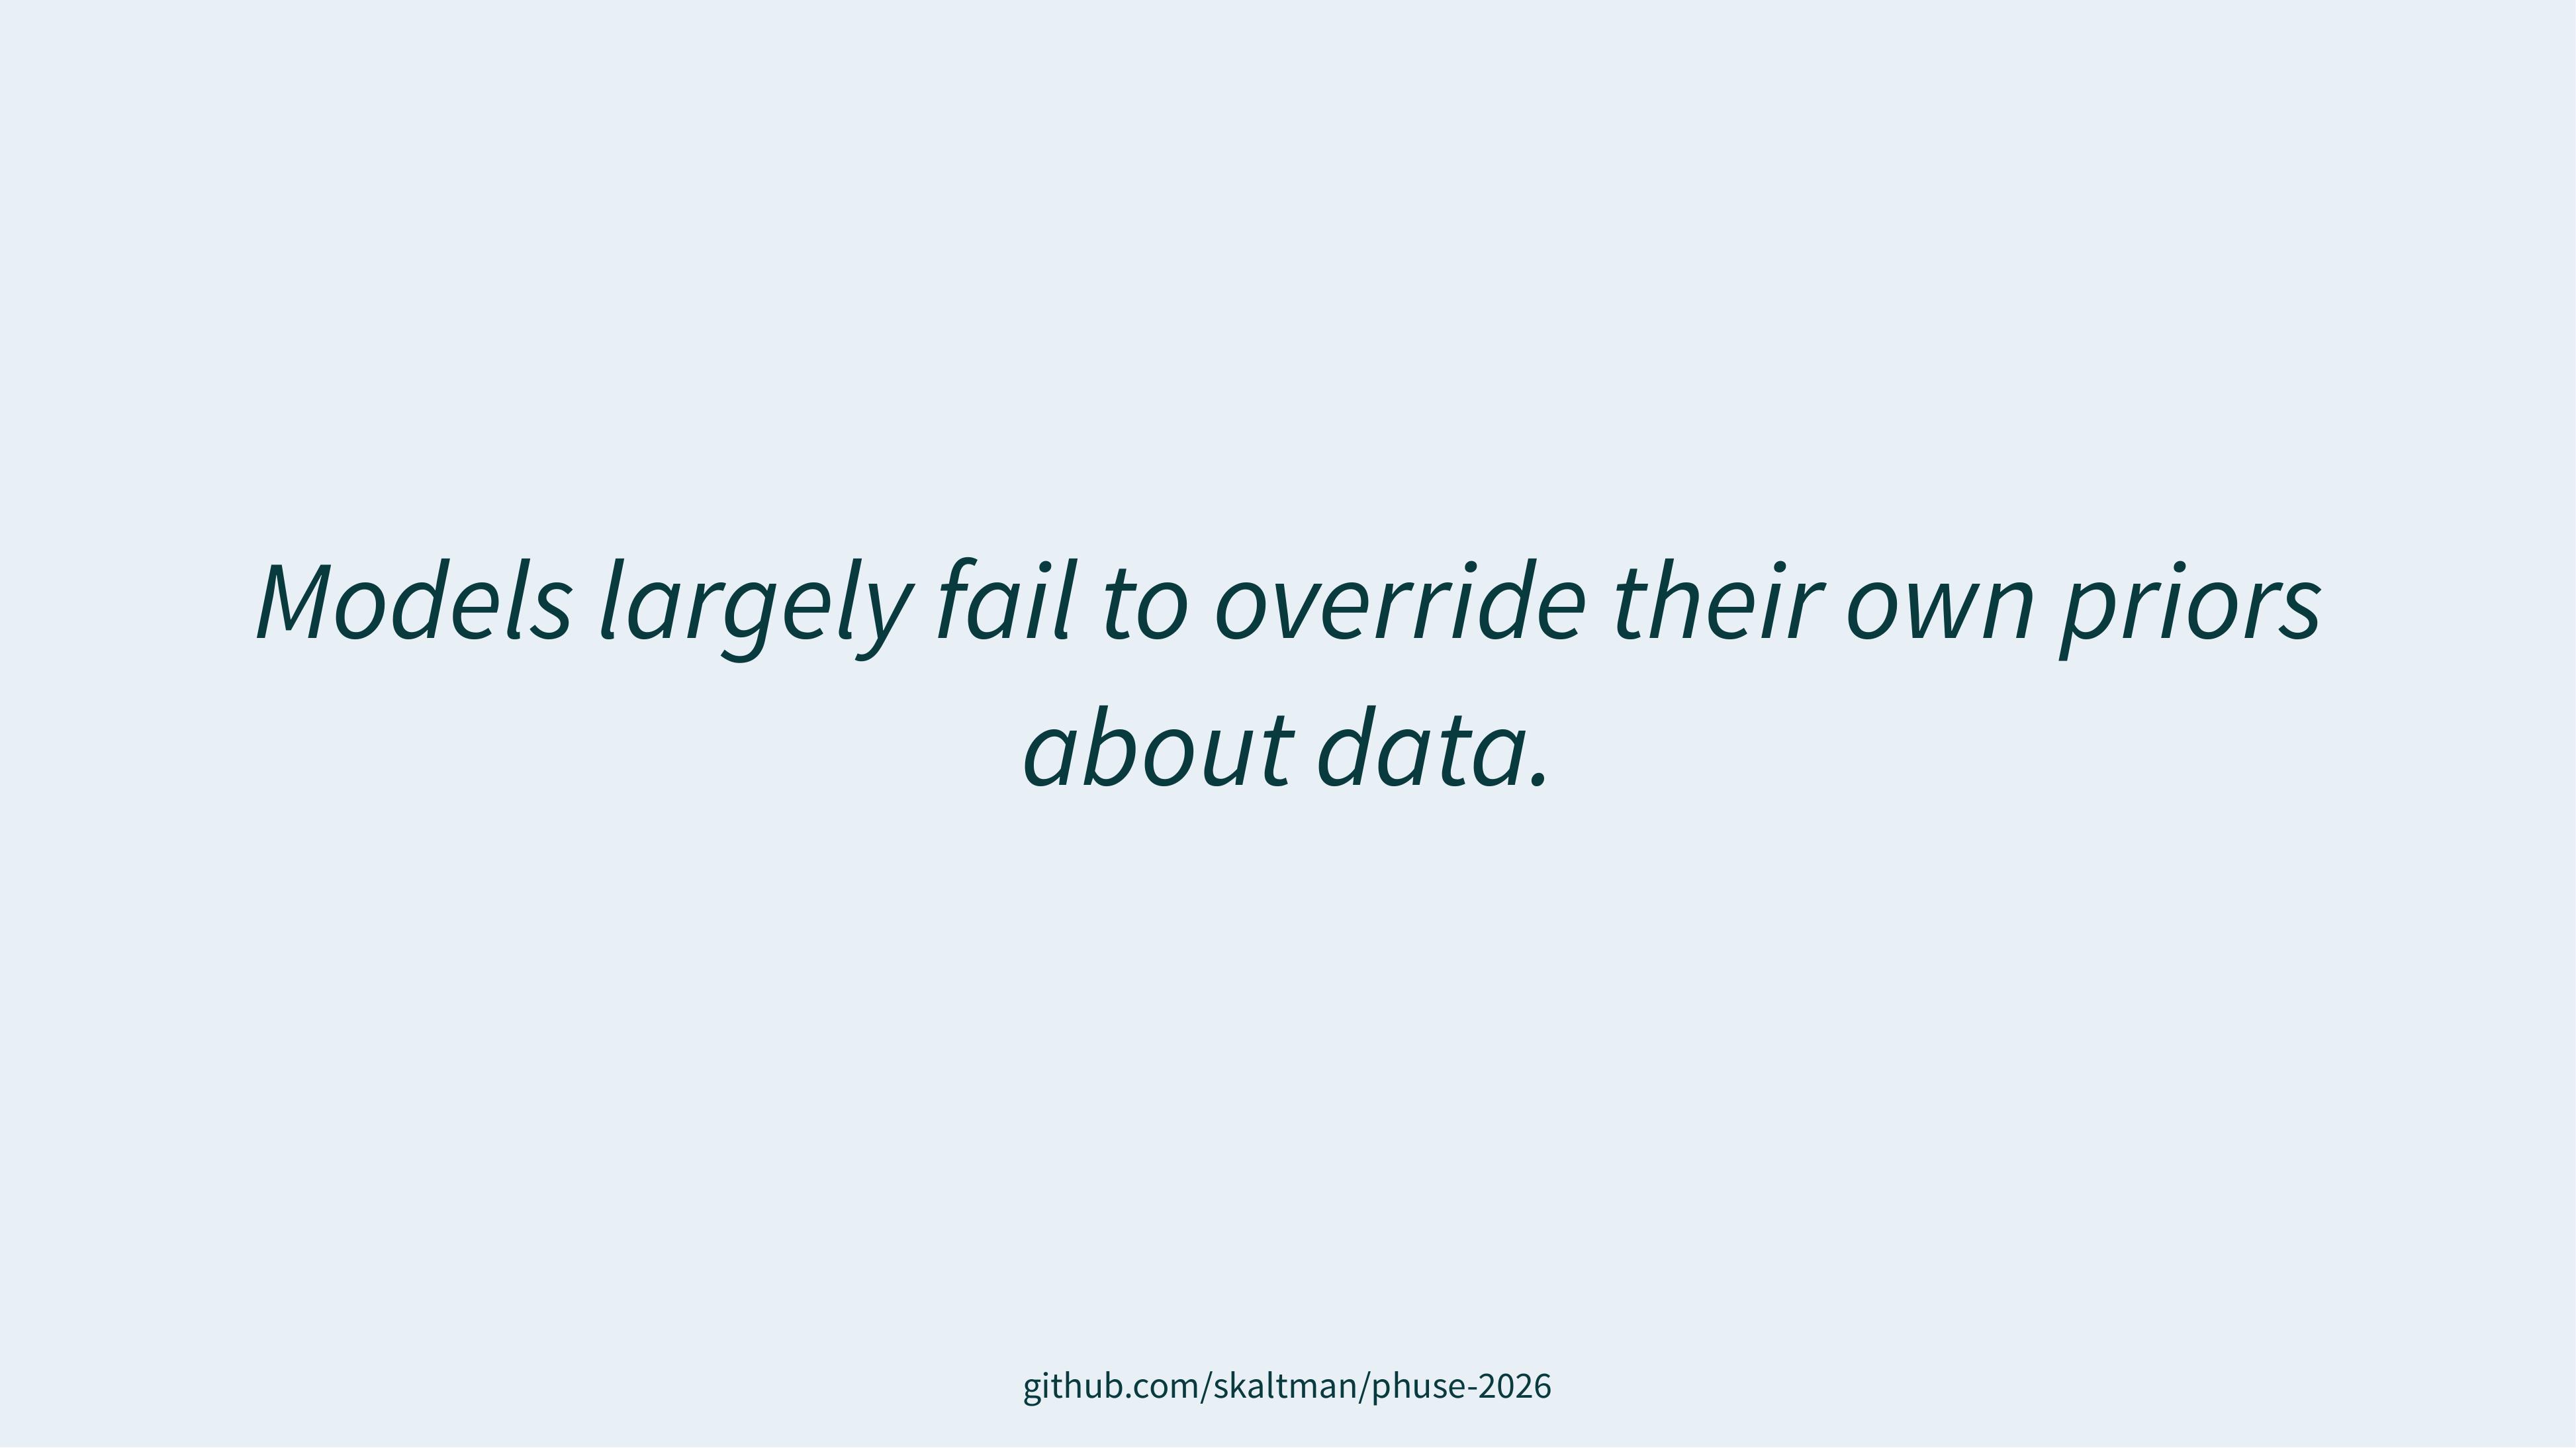 Models largely fail to override their own priors
about data.
github.com/skaltman/phuse-2026